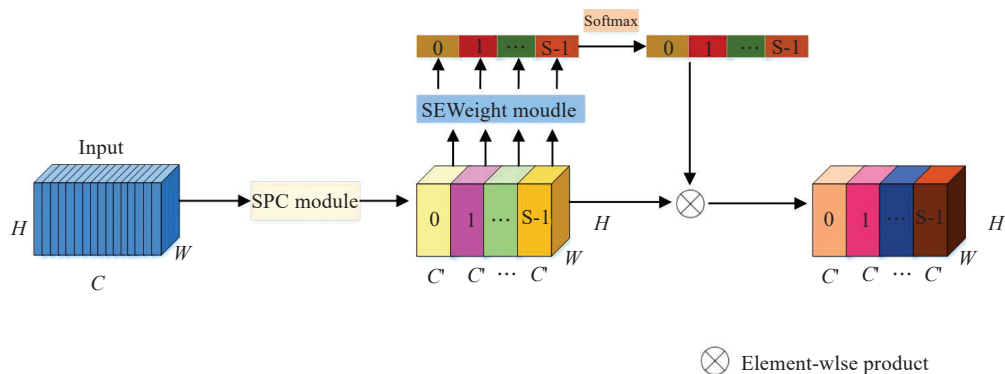 Softmax
0 1 ... S-1
0 1 ... S-1
SEWeight moudle
Input
SPC module
H
W
C
0 1 ... S-1
H
W
C' C' ... C'
0 1 ... S-1
H
W
C' C' ... C'
Element-wlse product